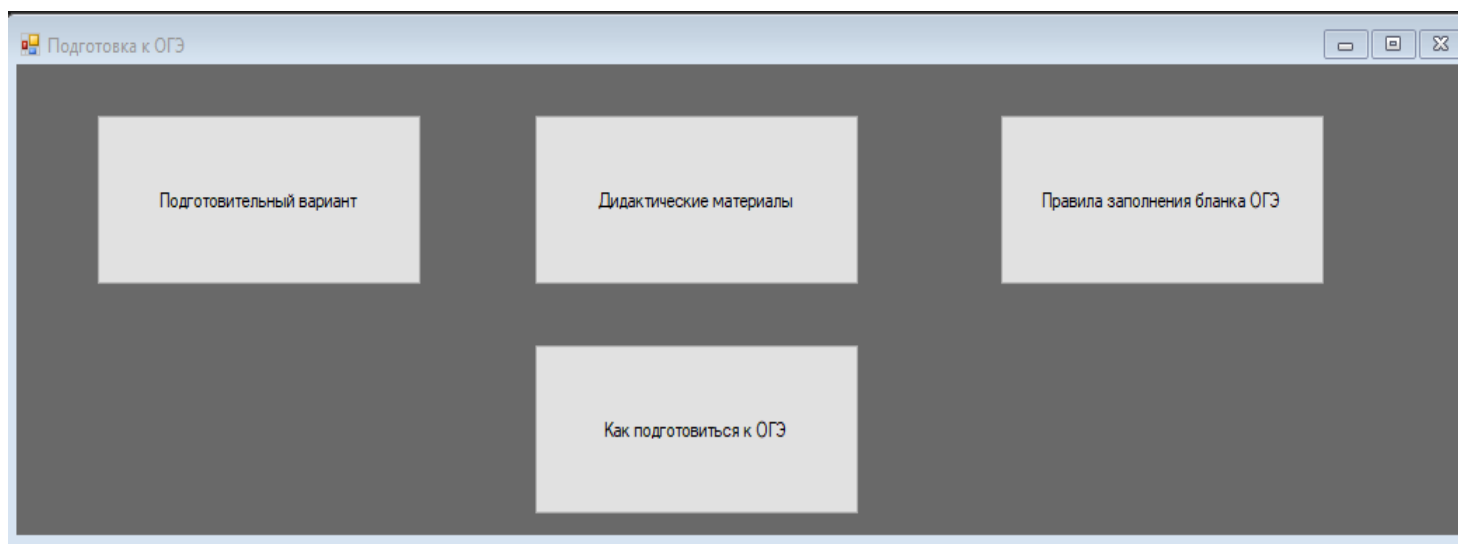 Подготовка к ОГЭ
Подготовительный вариант
Дидактические материалы
Правила заполнения бланка ОГЭ
Как подготовиться к ОГЭ